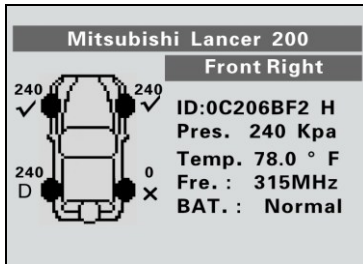 Mitsubishi Lancer 200
Front Right
240 240
ID:0C206BF2 H
Pres. 240 Kpa
Temp. 78.0 ° F
240 0
D
Fre. : 315MHz
BAT. : Normal